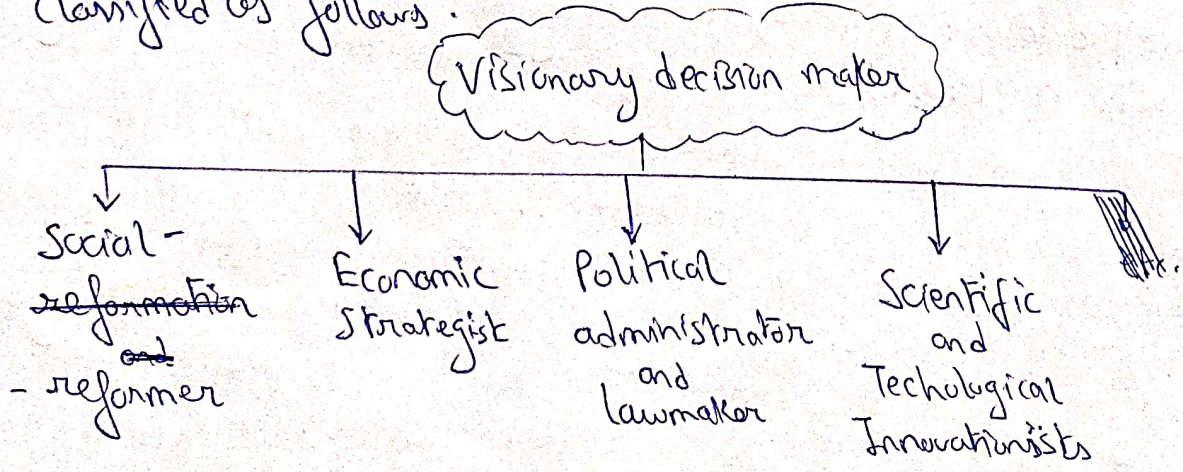 Classified as follows.
Visionary decision maker
Social-
reformation
and
- reformer
Economic
Strategist
Political
administrator
and
lawmaker
Scientific
and
Techological
Innovationists